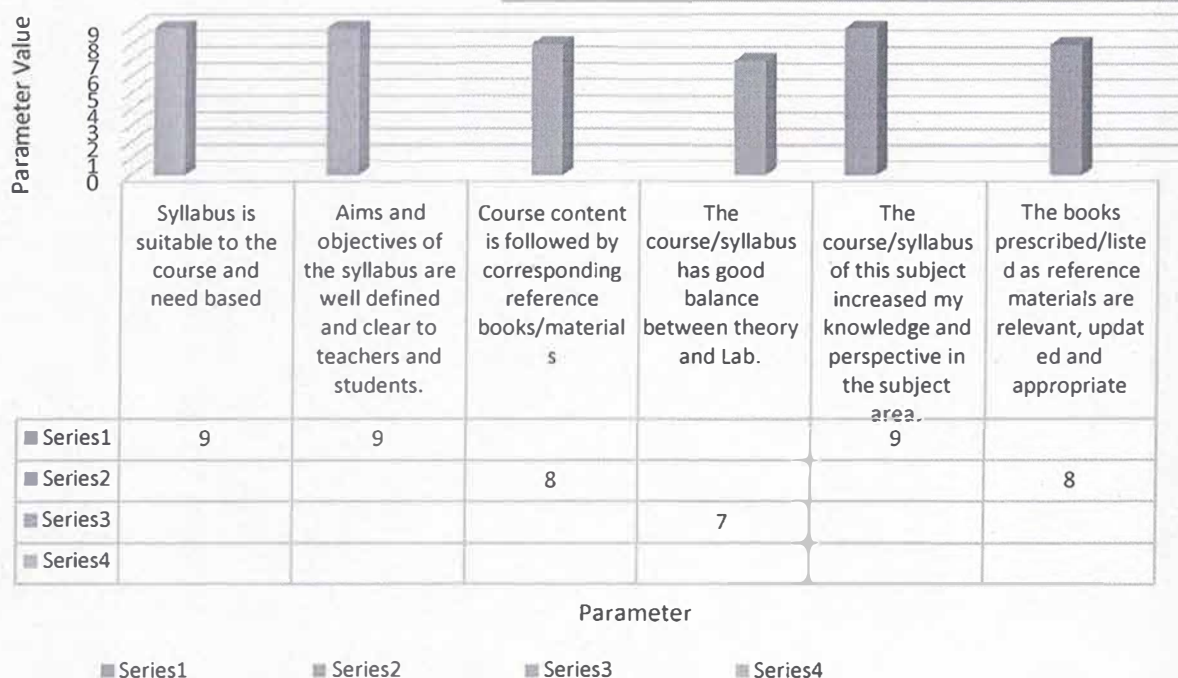 Parameter Value
9
8
7
6
5
4
3
2
1
0
Syllabus is
suitable to the
course and
need based
Aims and
objectives of
the syllabus are
well defined
and clear to
teachers and
students.
Course content
is followed by
corresponding
reference
books/material
s
The
course/syllabus
has good
balance
between theory
and Lab.
The
course/syllabus
of this subject
increased my
knowledge and
perspective in
the subject
area.
The books
prescribed/liste
d as reference
materials are
relevant, updat
ed and
appropriate
Series1 9 9 9
Series2 8 8
Series3 7
Series4
Parameter
Series1 Series2 Series3 Series4